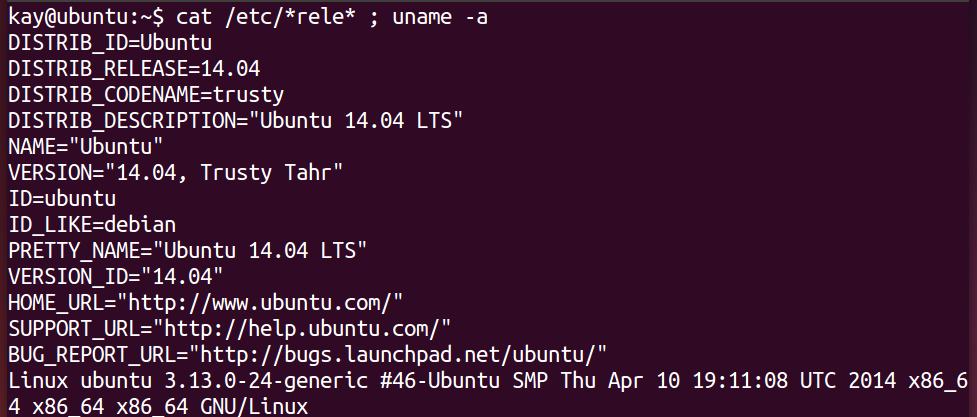 kay@ubuntu:~$ cat /etc/*rele* ; uname -a
DISTRIB_ID=Ubuntu
DISTRIB_RELEASE=14.04
DISTRIB_CODENAME=trusty
DISTRIB_DESCRIPTION="Ubuntu 14.04 LTS"
NAME="Ubuntu"
VERSION="14.04, Trusty Tahr"
ID=ubuntu
ID_LIKE=debian
PRETTY_NAME="Ubuntu 14.04 LTS"
VERSION_ID="14.04"
HOME_URL="http://www.ubuntu.com/"
SUPPORT_URL="http://help.ubuntu.com/"
BUG_REPORT_URL="http://bugs.launchpad.net/ubuntu/"
Linux ubuntu 3.13.0-24-generic #46-Ubuntu SMP Thu Apr 10 19:11:08 UTC 2014 x86_6
4 x86_64 x86_64 GNU/Linux